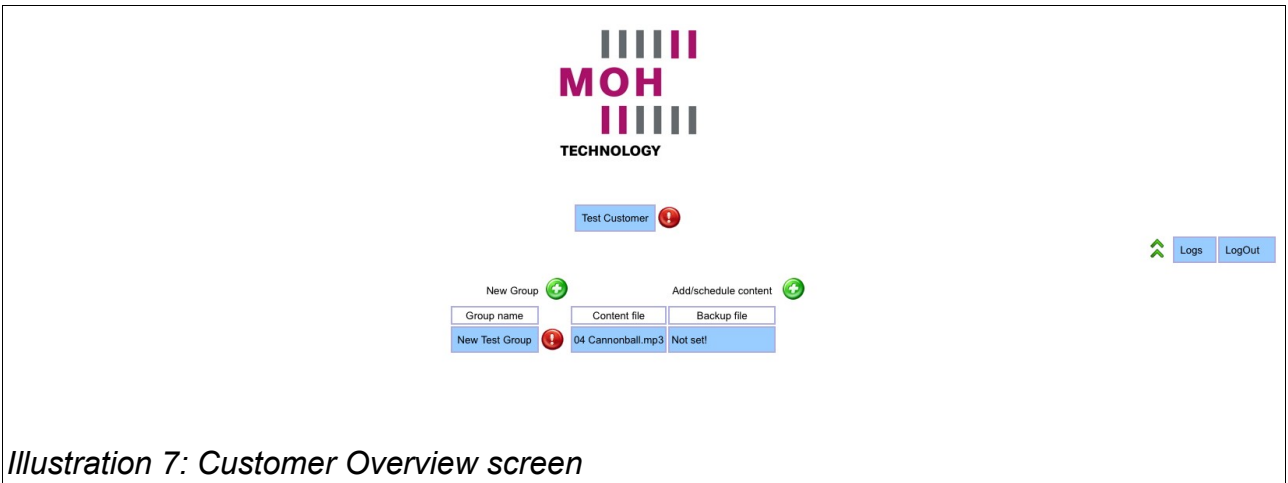 MOH
TECHNOLOGY
Test Customer
Logs LogOut
New Group Add/schedule content
Group name Content file Backup file
New Test Group 04 Cannonball.mp3 Not set!
Illustration 7: Customer Overview screen